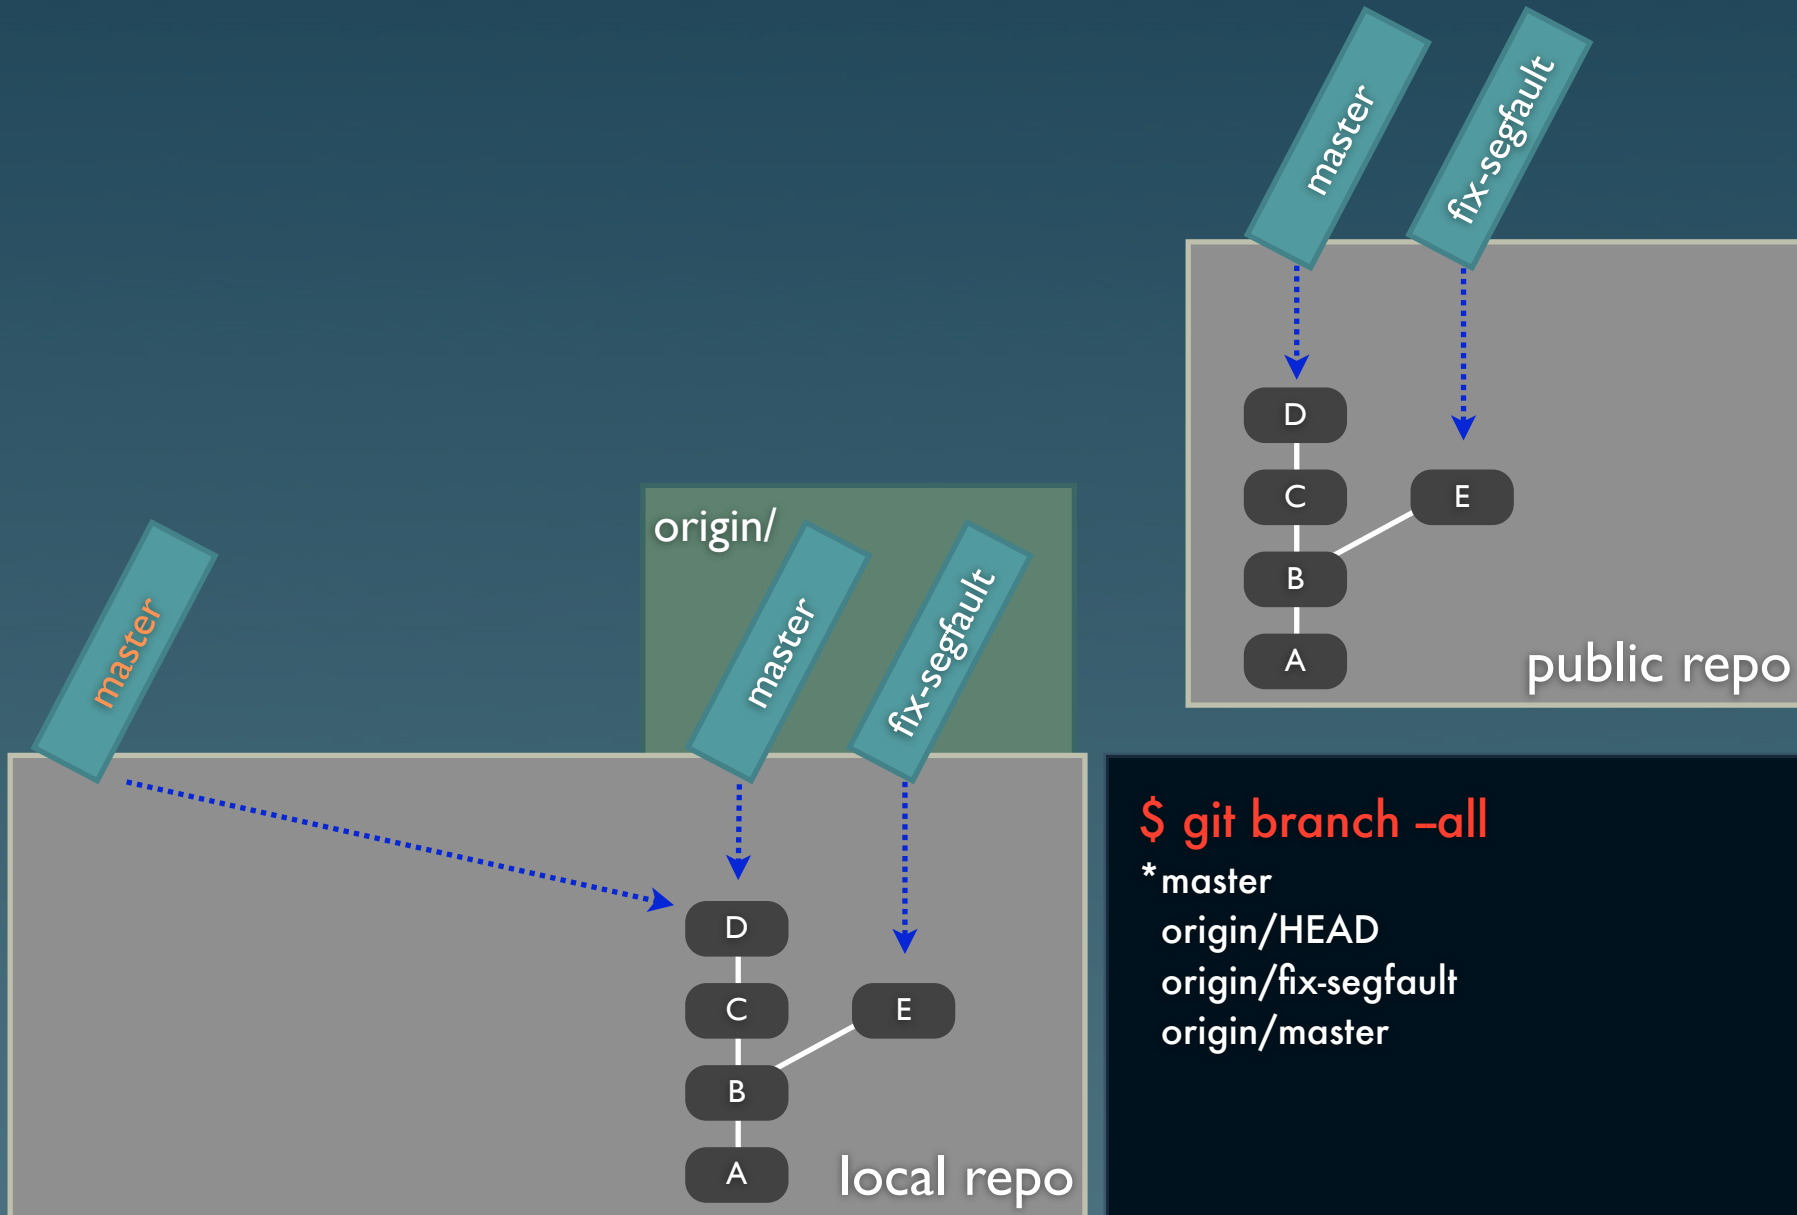 master
fix-segfault
D
C
E
B
A
public repo
origin/
master
master
fix-segfault
D
C
E
B
A
local repo
$ git branch –all
*master
origin/HEAD
origin/fix-segfault
origin/master